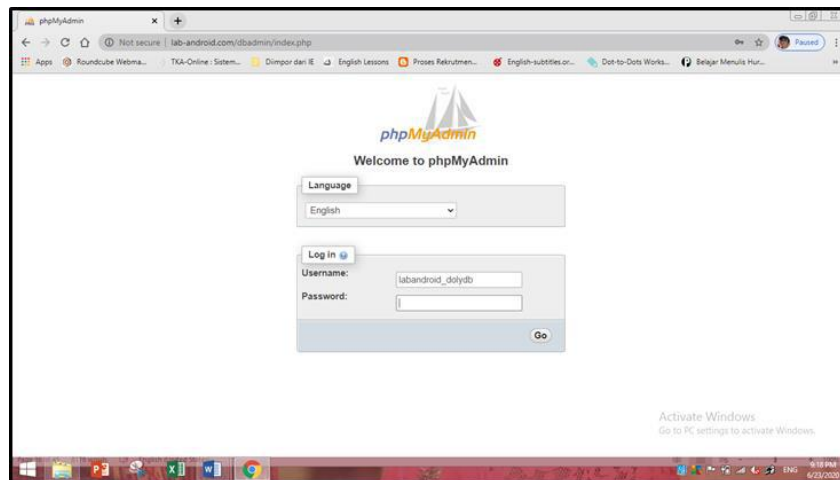 phpMyAdmin
Not secure | lab-android.com/dbadmin/index.php
Paused
Apps Roundcube Webma... TKA-Online : Sistem... Diimpor dari IE English Lessons Proses Rekrutmen... English-subtitles.or... Dot-to-Dots Works... Belajar Menulis Hur...
phpMyAdmin
Welcome to phpMyAdmin
Language
English
Log in
Username:
labandroid_dolydb
Password:
Go
Activate Windows
Go to PC settings to activate Windows.
ENG
9:18 PM
6/23/2020